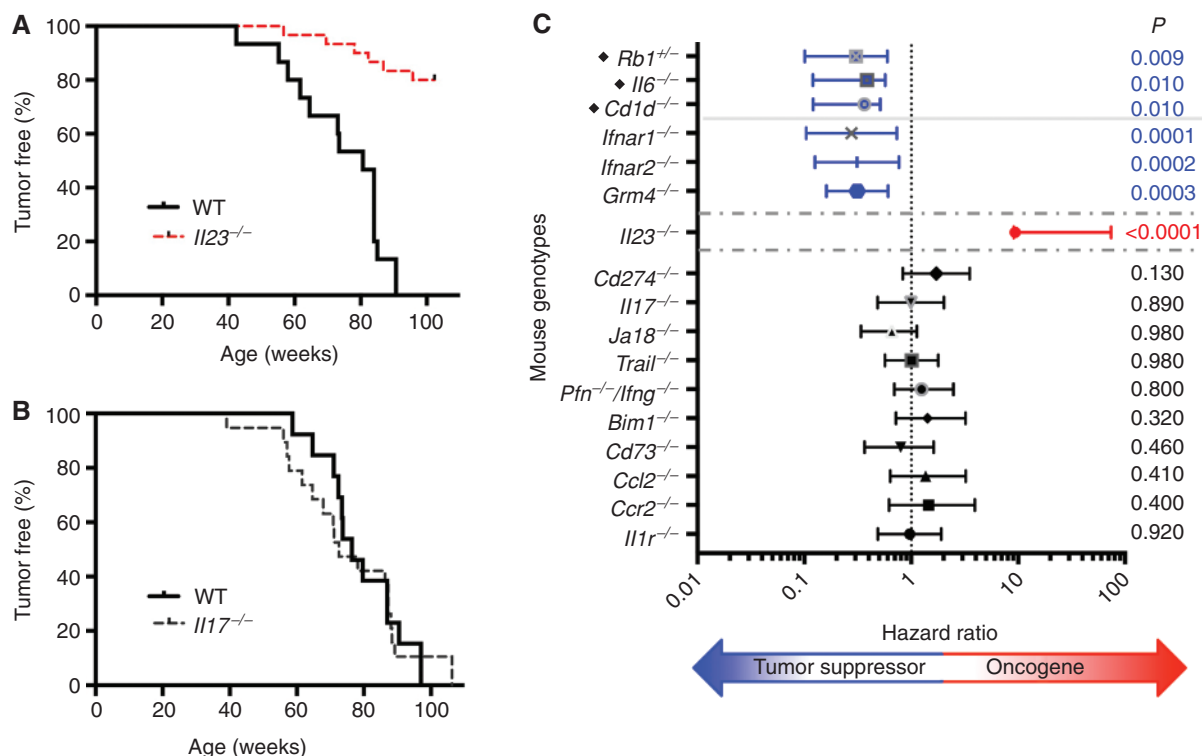 A
Tumor free (%)
100
80
60
40
20
0
WT
Il23–/–
0 20 40 60 80 100
Age (weeks)
B
Tumor free (%)
100
80
60
40
20
0
WT
Il17–/–
0 20 40 60 80 100
Age (weeks)
C
P
Mouse genotypes
◆ Rb1+/– 0.009
◆ Il6–/– 0.010
◆ Cd1d–/– 0.010
Ifnar1–/– 0.0001
Ifnar2–/– 0.0002
Grm4–/– 0.0003
Il23–/– <0.0001
Cd274–/– 0.130
Il17–/– 0.890
Ja18–/– 0.980
Trail–/– 0.980
Pfn–/–/Ifng–/– 0.800
Bim1–/– 0.320
Cd73–/– 0.460
Ccl2–/– 0.410
Ccr2–/– 0.400
Il1r–/– 0.920
0.01 0.1 1 10 100
Hazard ratio
Tumor suppressor Oncogene